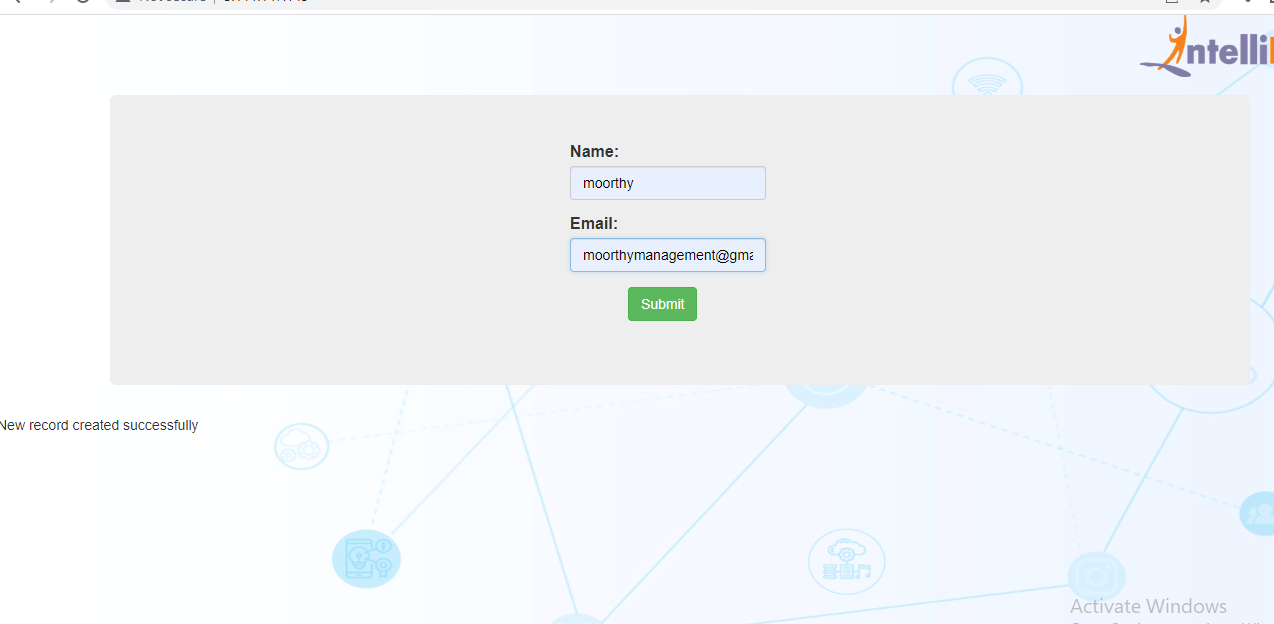 ntelli
Name:
moorthy
Email:
moorthymanagement@gma
Submit
New record created successfully
Activate Windows